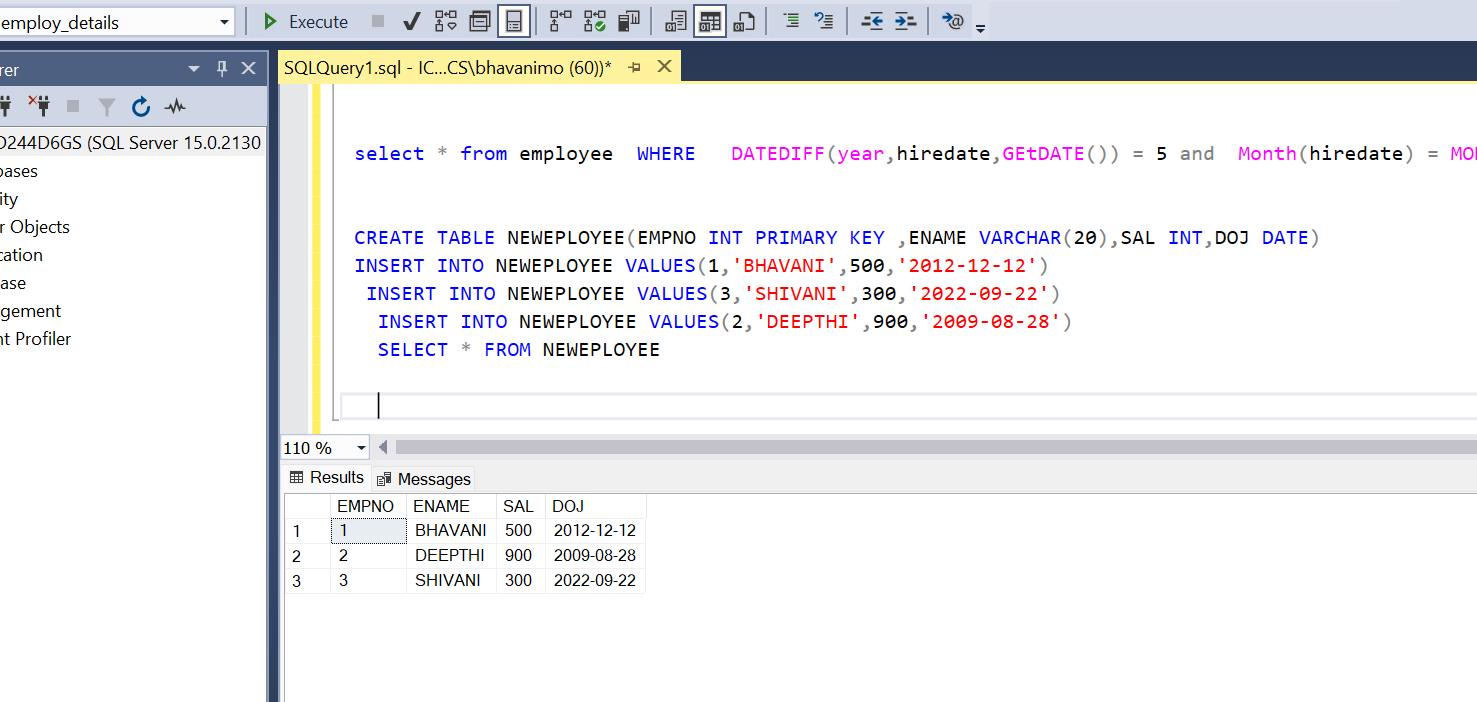 employ_details Execute
rer
SQLQuery1.sql - IC...CS\bhavanimo (60))*
D244D6GS (SQL Server 15.0.2130
bases
ity
r Objects
cation
ase
gement
nt Profiler
select * from employee WHERE DATEDIFF(year,hiredate,GEtDATE()) = 5 and Month(hiredate) = MON
CREATE TABLE NEWEPLOYEE(EMPNO INT PRIMARY KEY ,ENAME VARCHAR(20),SAL INT,DOJ DATE)
INSERT INTO NEWEPLOYEE VALUES(1,'BHAVANI',500,'2012-12-12')
INSERT INTO NEWEPLOYEE VALUES(3,'SHIVANI',300,'2022-09-22')
INSERT INTO NEWEPLOYEE VALUES(2,'DEEPTHI',900,'2009-08-28')
SELECT * FROM NEWEPLOYEE
110 %
Results Messages
EMPNO ENAME SAL DOJ
1 1 BHAVANI 500 2012-12-12
2 2 DEEPTHI 900 2009-08-28
3 3 SHIVANI 300 2022-09-22